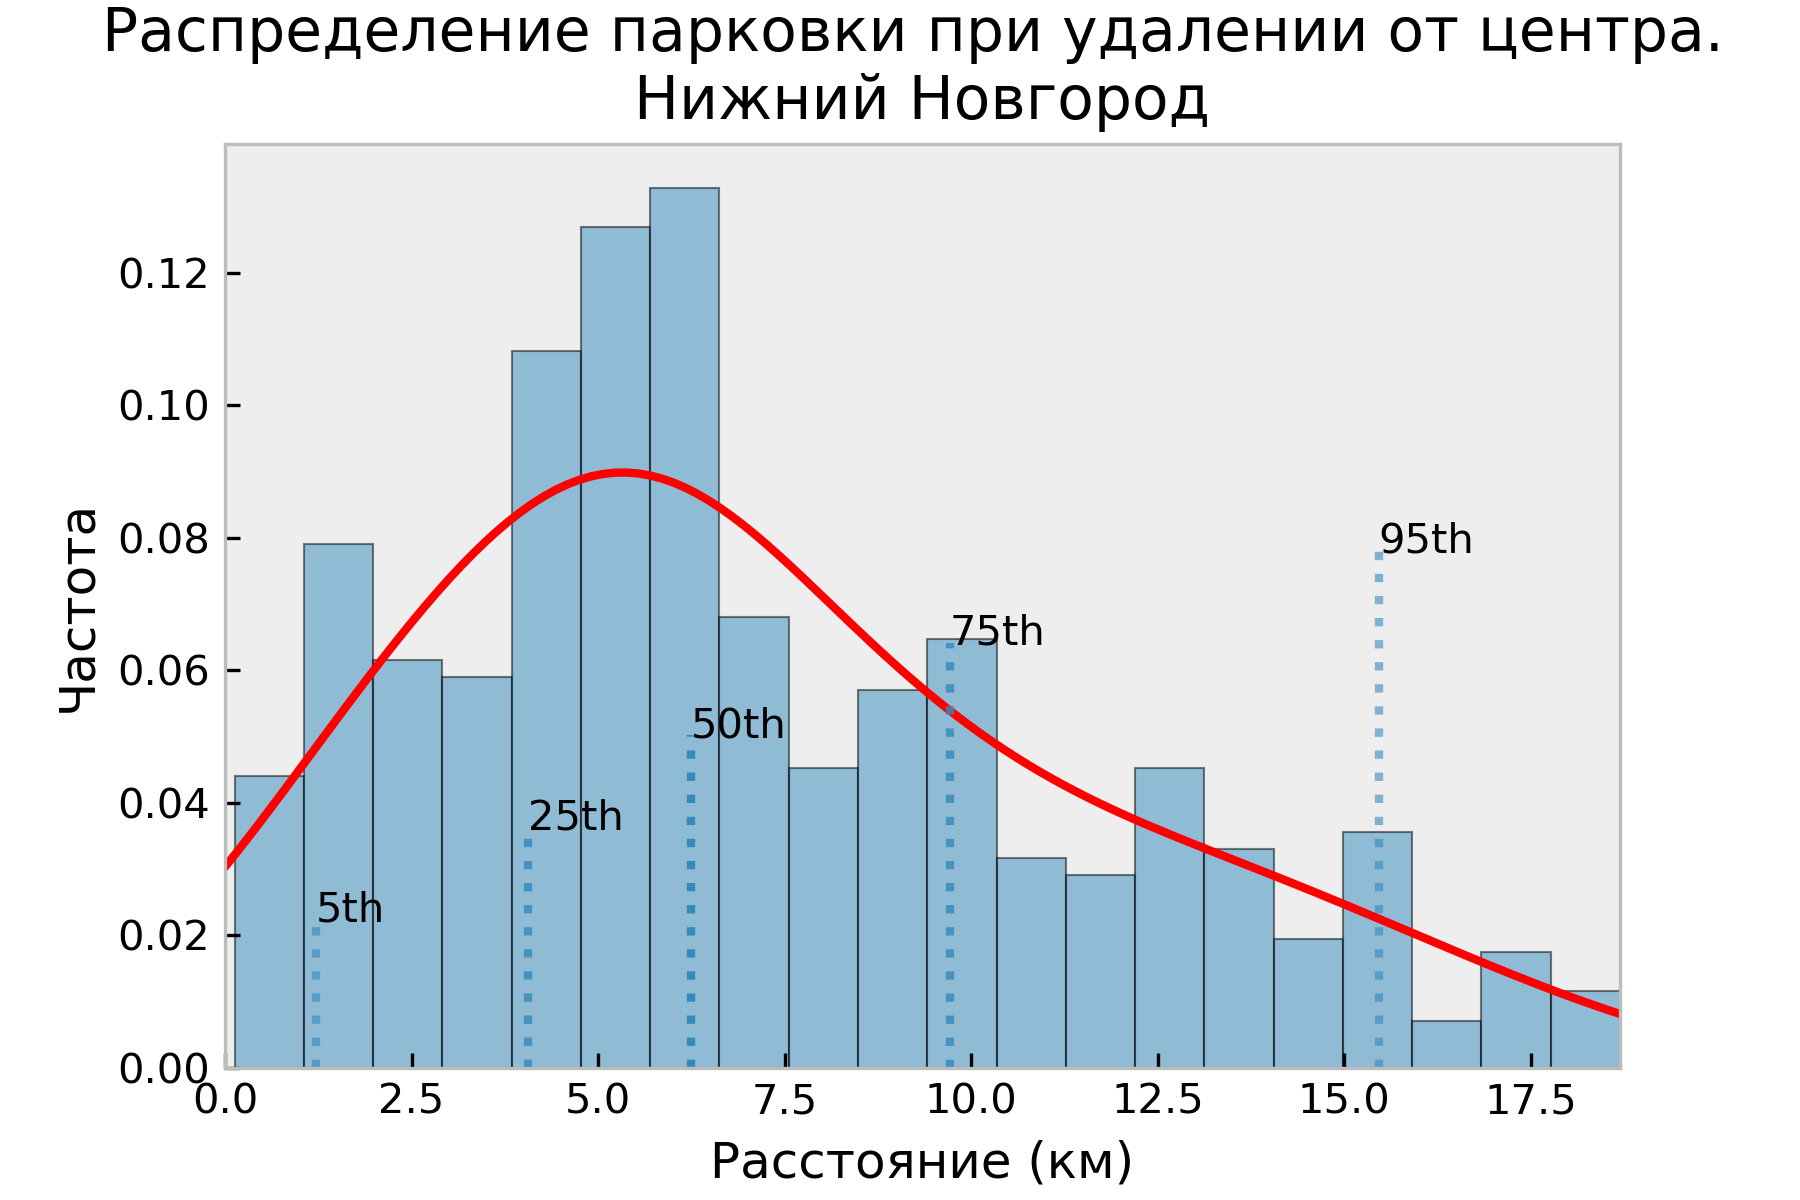 Распределение парковки при удалении от центра.
Нижний Новгород
Частота
0.12
0.10
0.08
0.06
0.04
0.02
0.00
95th
75th
50th
25th
5th
0.0 2.5 5.0 7.5 10.0 12.5 15.0 17.5
Расстояние (км)